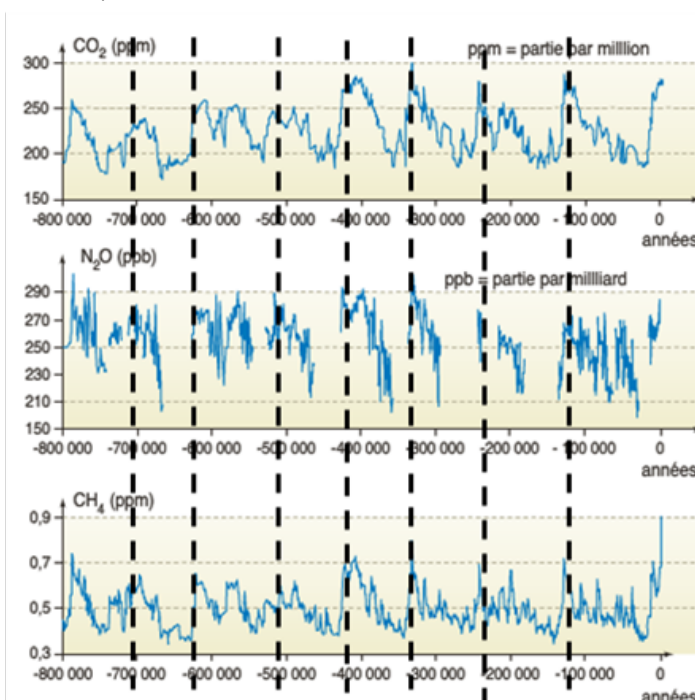 CO2 (ppm)
ppm = partie par milllion
300
250
200
150
-800 000 -700 000 -600 000 -500 000 -400 000 -300 000 -200 000 -100 000 0
années
N2O (ppb)
ppb = partie par millliard
290
270
250
230
210
150
-800 000 -700 000 -600 000 -500 000 -400 000 -300 000 -200 000 -100 000 0
années
CH4 (ppm)
0,9
0,7
0,5
0,3
-800 000 -700 000 -600 000 -500 000 -400 000 -300 000 -200 000 -100 000 0
années